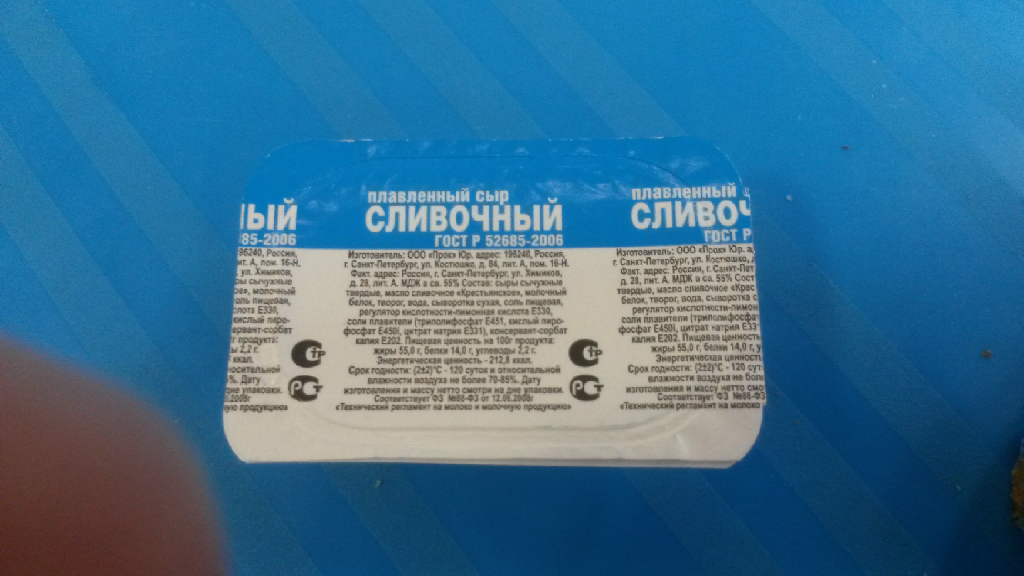 плавленный сыр
СЛИВОЧНЫЙ
ГОСТ Р 52685-2006
Изготовитель: ООО «Прок» Юр. адрес: 196240, Россия,
г. Санкт-Петербург, ул. Костюшко, д. 84, лит. А, пом. 16-Н.
Факт. адрес: Россия, г. Санкт-Петербург, ул. Химиков,
д. 28, лит. А. МДЖ в св. 55% Состав: сыры сычужные
твердые, масло сливочное «Крестьянское», молочный
белок, творог, вода, сыворотка сухая, соль пищевая,
регулятор кислотности-лимонная кислота Е330,
соли плавители (триполифосфат Е451, кислый пиро-
фосфат Е450i, цитрат натрия Е331), консервант-сорбат
калия Е202. Пищевая ценность на 100г продукта:
жиры 55,0 г, белки 14,0 г, углеводы 2,2 г.
Энергетическая ценность - 212,8 ккал.
Срок годности: (2±2)°С - 120 суток и относительной
влажности воздуха не более 70-85%. Дату
изготовления и массу нетто смотри на дне упаковки.
Соответствует ФЗ №88-ФЗ от 12.06.2008г
«Технический регламент на молоко и молочную продукцию»